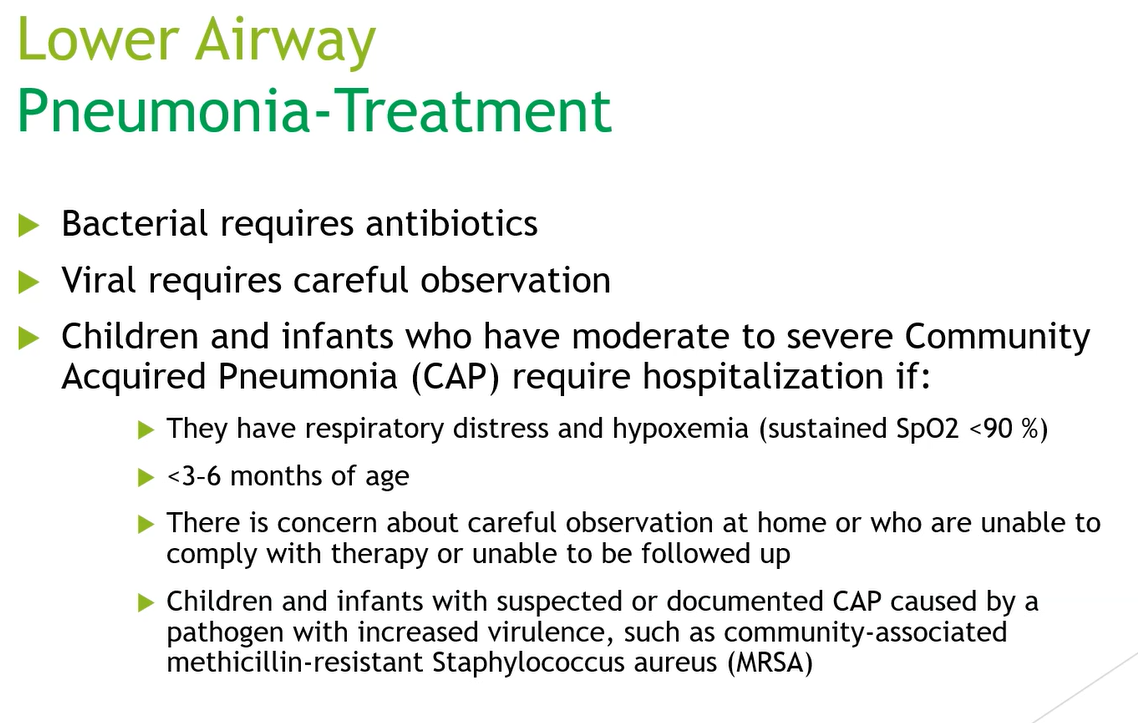 Lower Airway
Pneumonia-Treatment
Bacterial requires antibiotics
Viral requires careful observation
Children and infants who have moderate to severe Community
Acquired Pneumonia (CAP) require hospitalization if:
They have respiratory distress and hypoxemia (sustained SpO2 <90 %)
<3-6 months of age
There is concern about careful observation at home or who are unable to
comply with therapy or unable to be followed up
Children and infants with suspected or documented CAP caused by a
pathogen with increased virulence, such as community-associated
methicillin-resistant Staphylococcus aureus (MRSA)